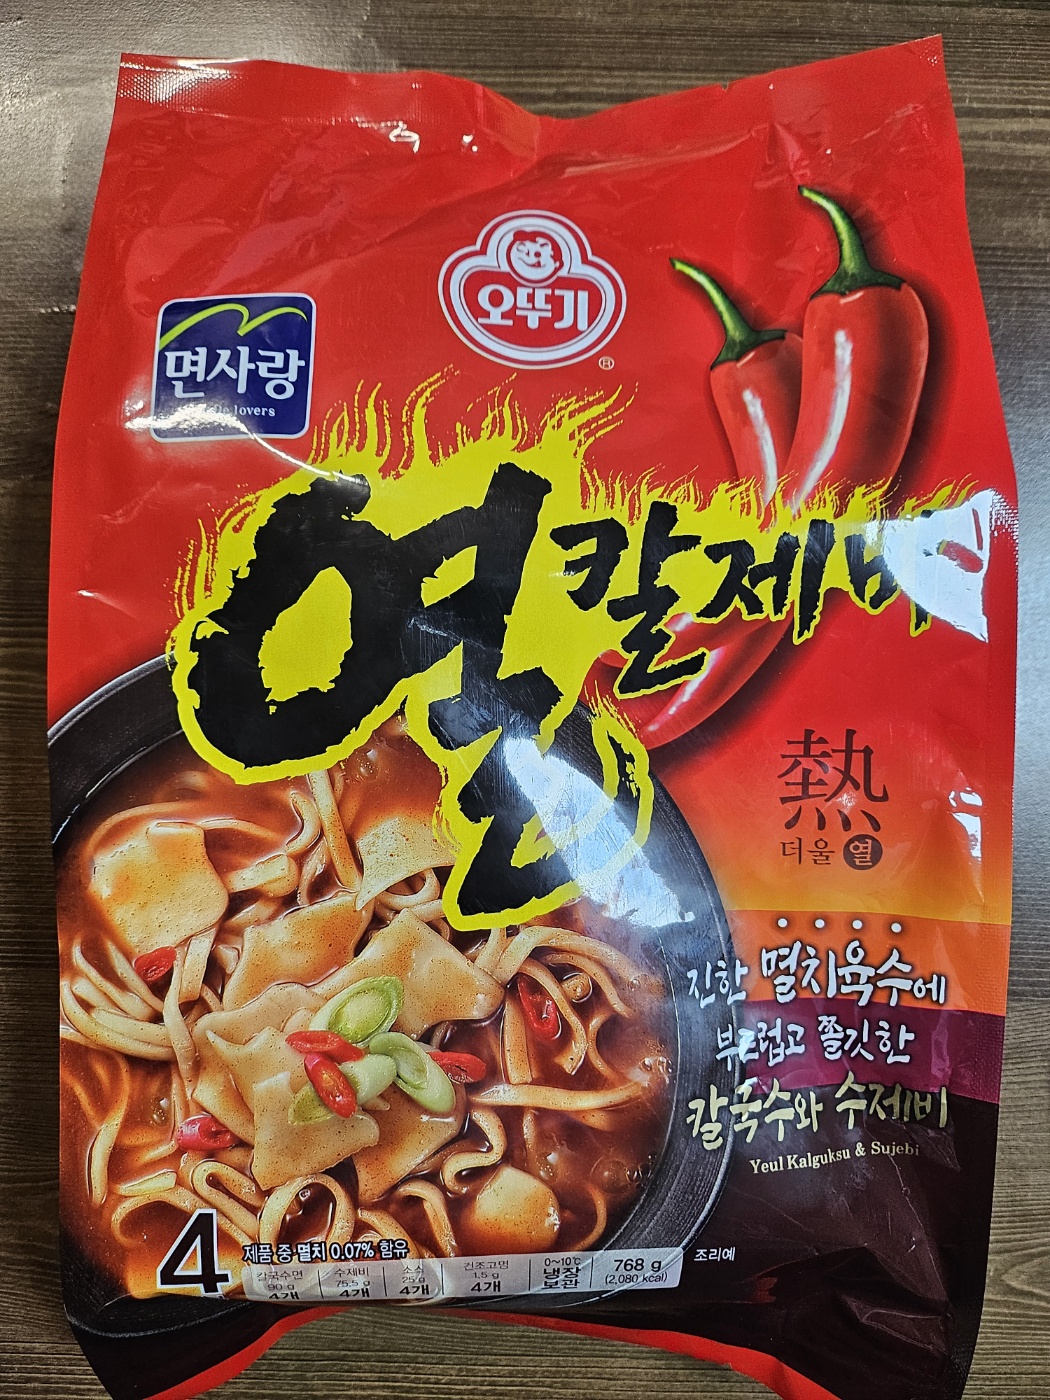 오뚜기
®
면사랑
lovers
열칼제비
熱
더울 열
진한 멸치육수에
부드럽고 쫄깃한
칼국수와 수제비
Yeul Kalguksu & Sujebi
4
제품 중 멸치 0.07% 함유
칼국수면 90 g 4개
수제비 75.5 g 4개
소스 25 g 4개
건조고명 1.5 g 4개
0~10℃ 냉장보관
768 g
(2,080 kcal)
조리예